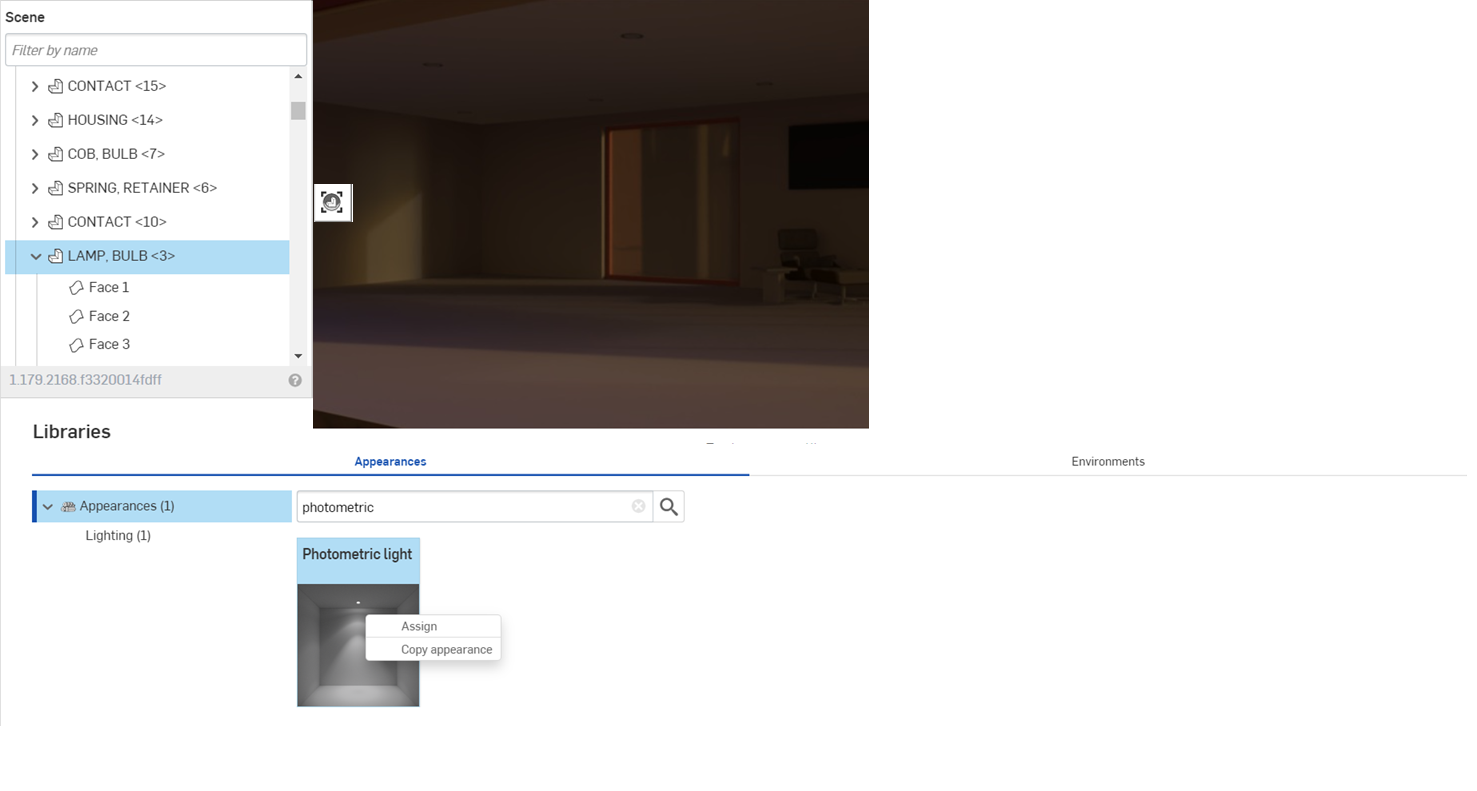 Scene
Filter by name
CONTACT <15>
HOUSING <14>
COB, BULB <7>
SPRING, RETAINER <6>
CONTACT <10>
LAMP, BULB <3>
Face 1
Face 2
Face 3
1.179.2168.f3320014fdff
Libraries
Appearances
Environments
Appearances (1)
photometric
Lighting (1)
Photometric light
Assign
Copy appearance